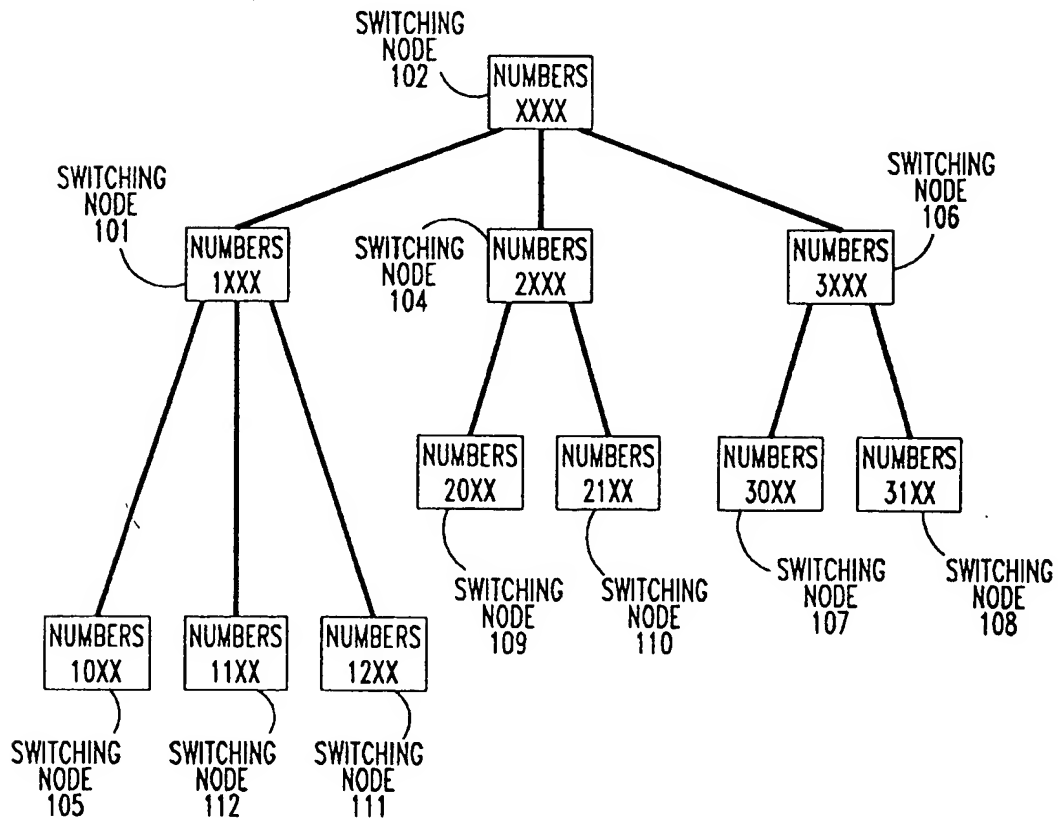 SWITCHING
NODE
102
NUMBERS
XXXX
SWITCHING
NODE
101
NUMBERS
1XXX
SWITCHING
NODE
104
NUMBERS
2XXX
SWITCHING
NODE
106
NUMBERS
3XXX
NUMBERS
20XX
SWITCHING
NODE
109
NUMBERS
21XX
SWITCHING
NODE
110
NUMBERS
30XX
SWITCHING
NODE
107
NUMBERS
31XX
SWITCHING
NODE
108
NUMBERS
10XX
SWITCHING
NODE
105
NUMBERS
11XX
SWITCHING
NODE
112
NUMBERS
12XX
SWITCHING
NODE
111